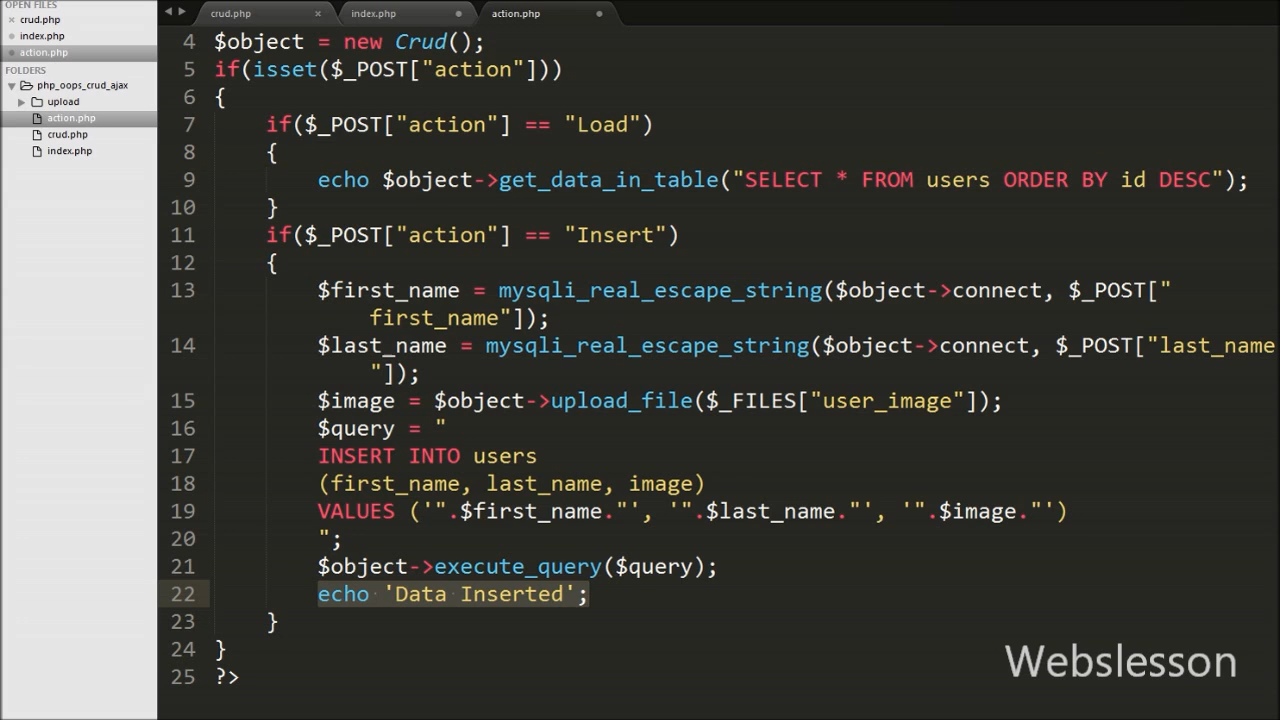 OPEN FILES
× crud.php
• index.php
• action.php
FOLDERS
php_oops_crud_ajax
upload
action.php
crud.php
index.php
crud.php ×
index.php •
action.php •
4 $object = new Crud();
5 if(isset($_POST["action"]))
6 {
7 if($_POST["action"] == "Load")
8 {
9 echo $object->get_data_in_table("SELECT * FROM users ORDER BY id DESC");
10 }
11 if($_POST["action"] == "Insert")
12 {
13 $first_name = mysqli_real_escape_string($object->connect, $_POST["
first_name"]);
14 $last_name = mysqli_real_escape_string($object->connect, $_POST["last_name
"]);
15 $image = $object->upload_file($_FILES["user_image"]);
16 $query = "
17 INSERT INTO users
18 (first_name, last_name, image)
19 VALUES ('".$first_name."', '".$last_name."', '".$image."')
20 ";
21 $object->execute_query($query);
22 echo 'Data Inserted';
23 }
24 }
25 ?>
Webslesson